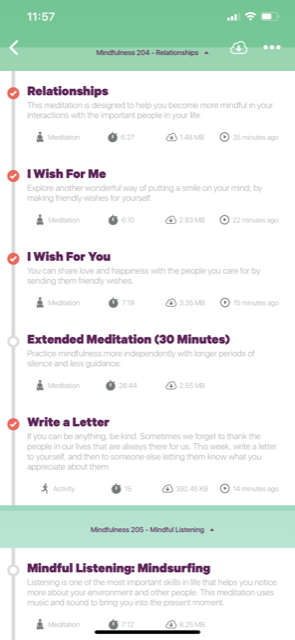 11:57
Mindfulness 204 - Relationships
Relationships
This meditation is designed to help you become more mindful in your
interactions with the important people in your life.
Meditation 6:27 1.48 MB 35 minutes ago
I Wish For Me
Explore another wonderful way of putting a smile on your mind; by
making friendly wishes for yourself.
Meditation 6:10 2.83 MB 22 minutes ago
I Wish For You
You can share love and happiness with the people you care for by
sending them friendly wishes.
Meditation 7:19 3.35 MB 15 minutes ago
Extended Meditation (30 Minutes)
Practice mindfulness more independently with longer periods of
silence and less guidance.
Meditation 28:44 2.55 MB
Write a Letter
If you can be anything, be kind. Sometimes we forget to thank the
people in our lives that are always there for us. This week, write a letter
to yourself, and then to someone else letting them know what you
appreciate about them.
Activity 15 392.45 KB 14 minutes ago
Mindfulness 205 - Mindful Listening
Mindful Listening: Mindsurfing
Listening is one of the most important skills in life that helps you notice
more about your environment and other people. This meditation uses
music and sound to bring you into the present moment.
Meditation 7:12 8.25 MB